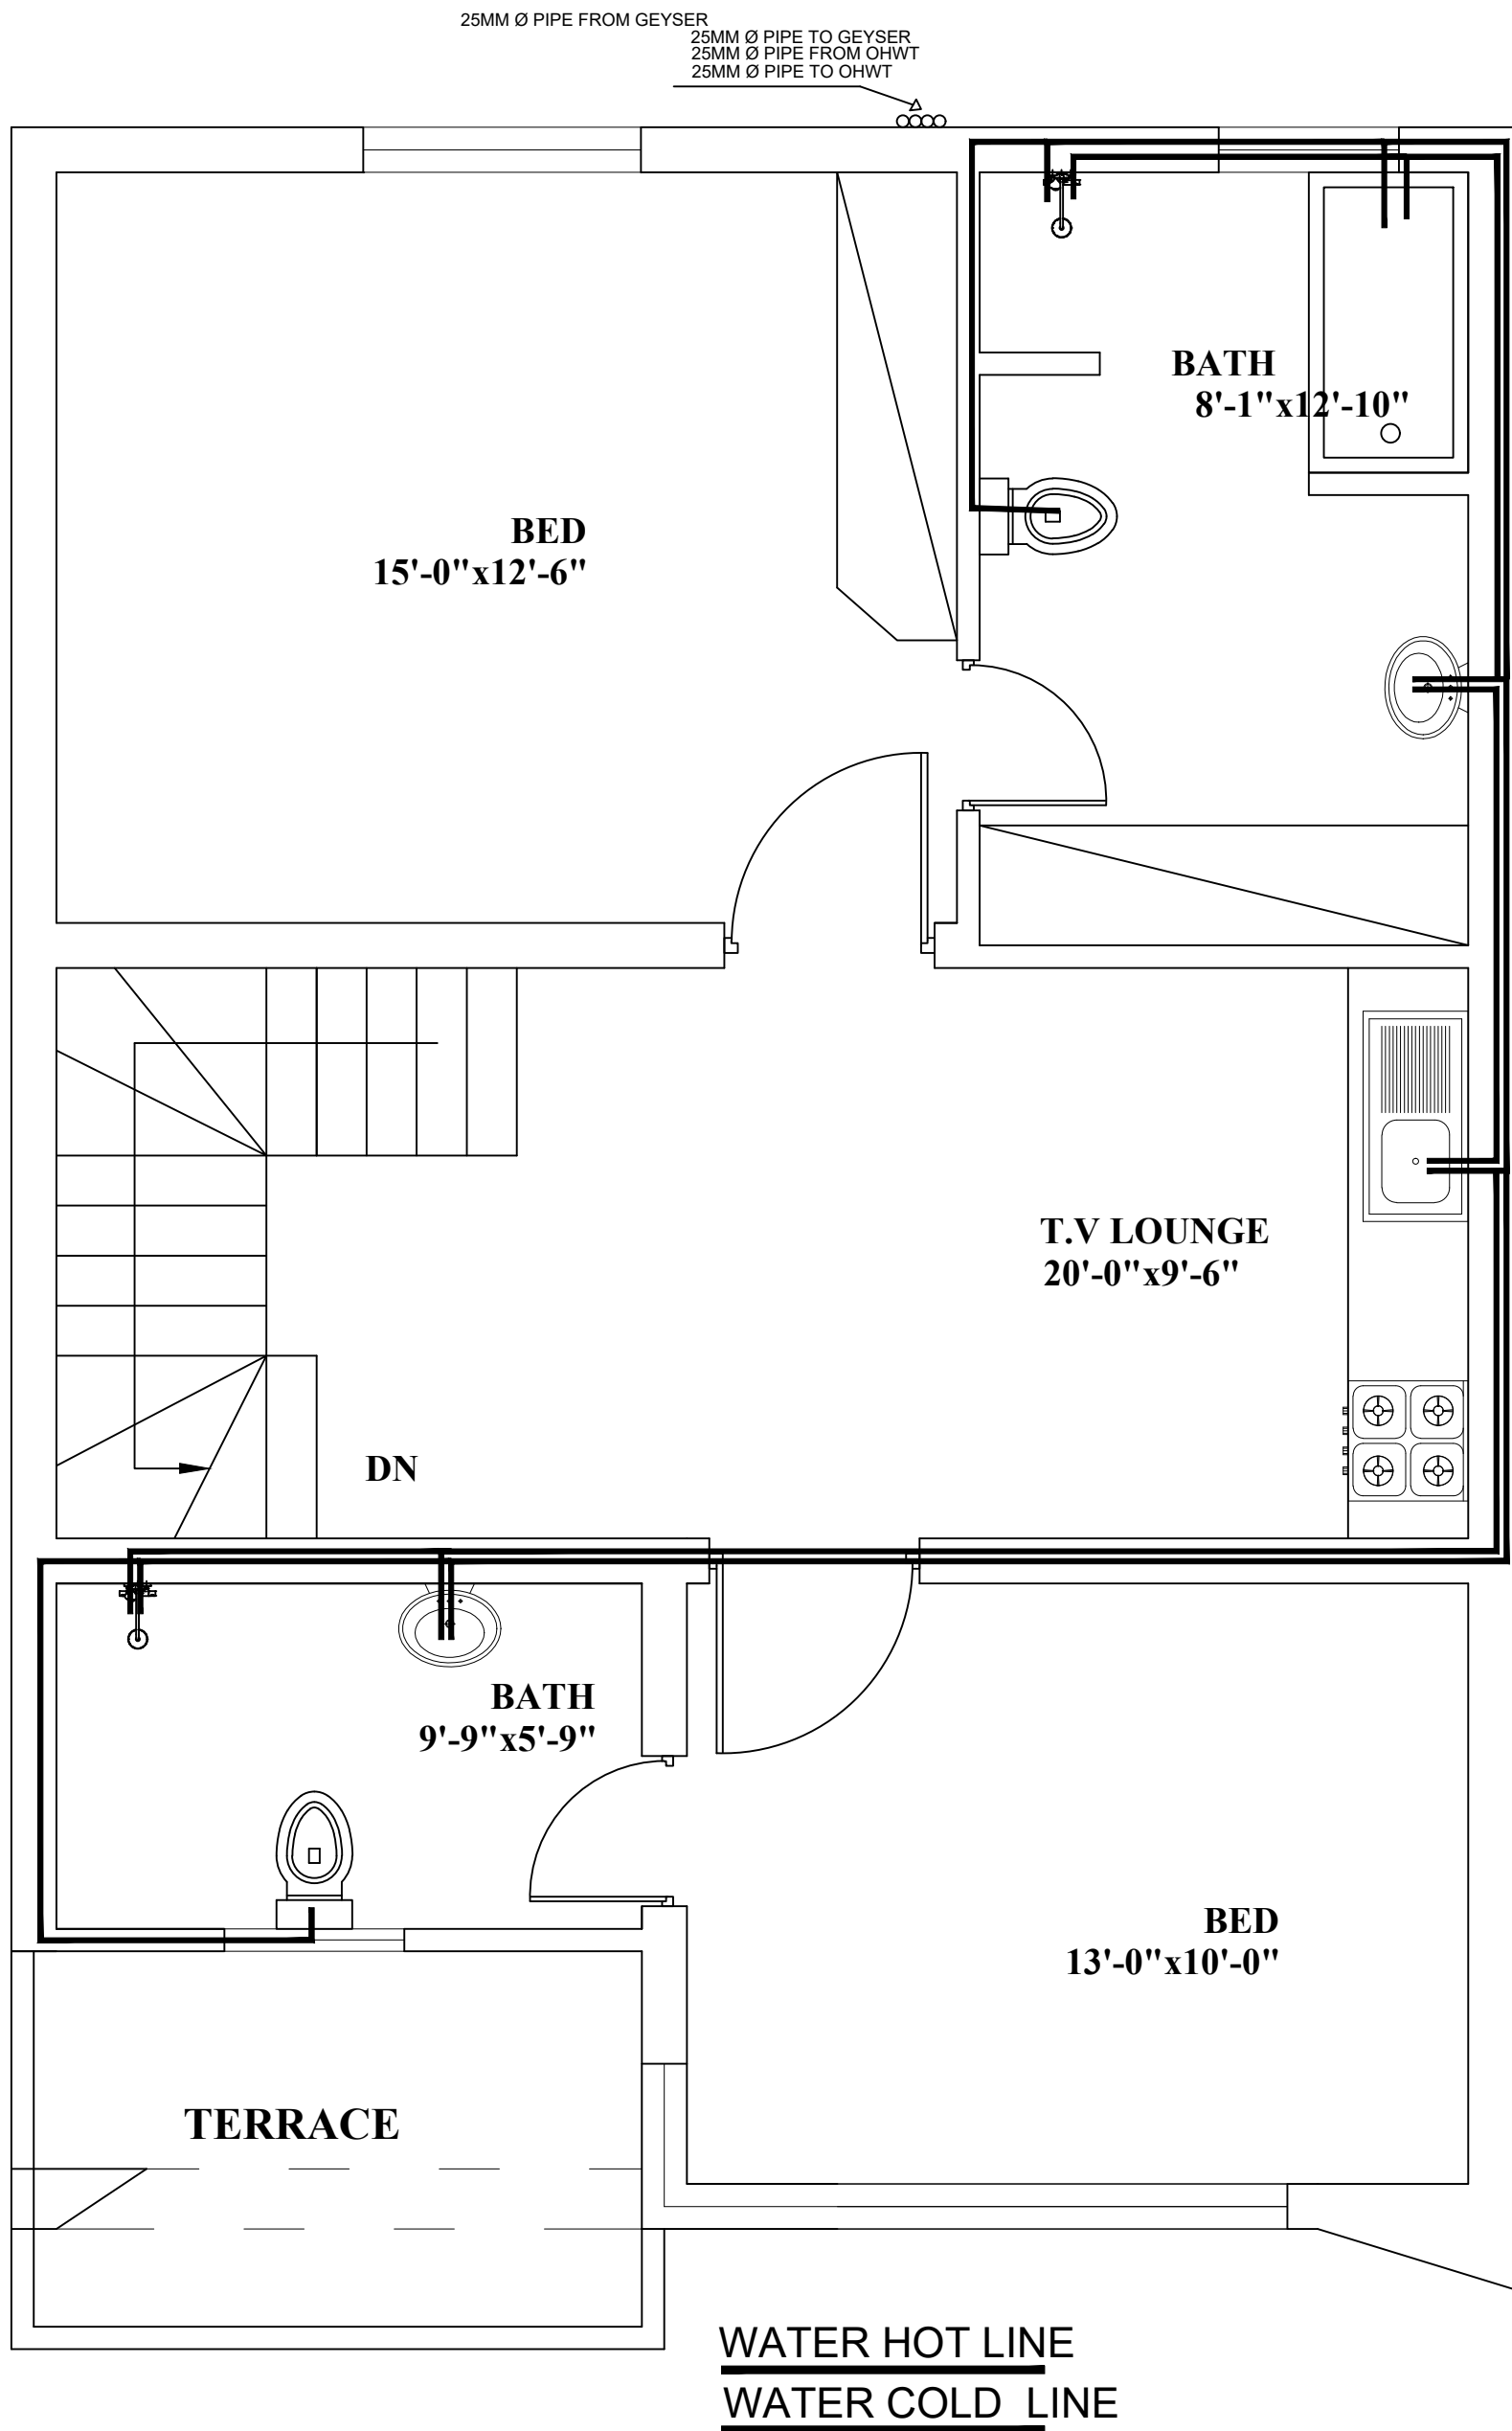 25MM Ø PIPE FROM GEYSER
25MM Ø PIPE TO GEYSER
25MM Ø PIPE FROM OHWT
25MM Ø PIPE TO OHWT
BATH
8'-1"x12'-10"
BED
15'-0"x12'-6"
T.V LOUNGE
20'-0"x9'-6"
DN
BATH
9'-9"x5'-9"
BED
13'-0"x10'-0"
TERRACE
WATER HOT LINE
WATER COLD LINE